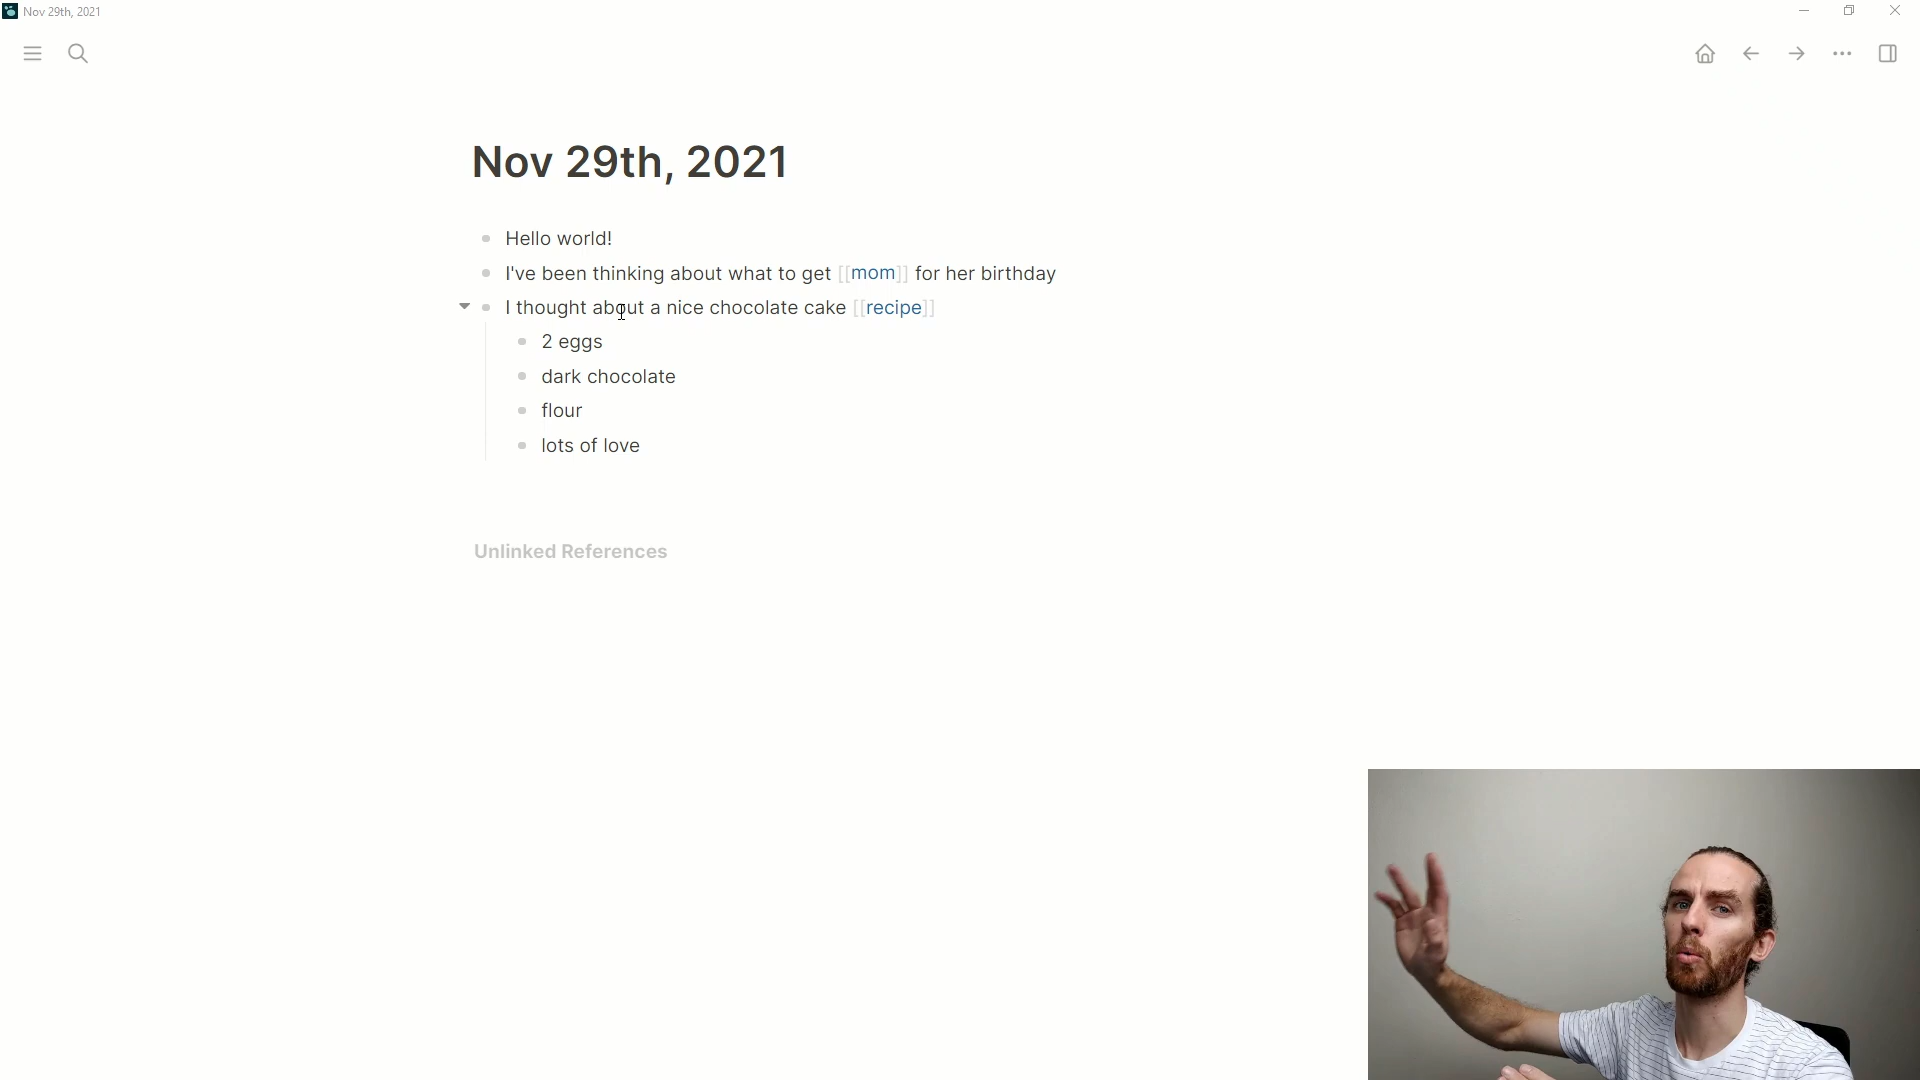 Nov 29th, 2021
Nov 29th, 2021
Hello world!
I've been thinking about what to get [[mom]] for her birthday
I thought about a nice chocolate cake [[recipe]]
2 eggs
dark chocolate
flour
lots of love
Unlinked References